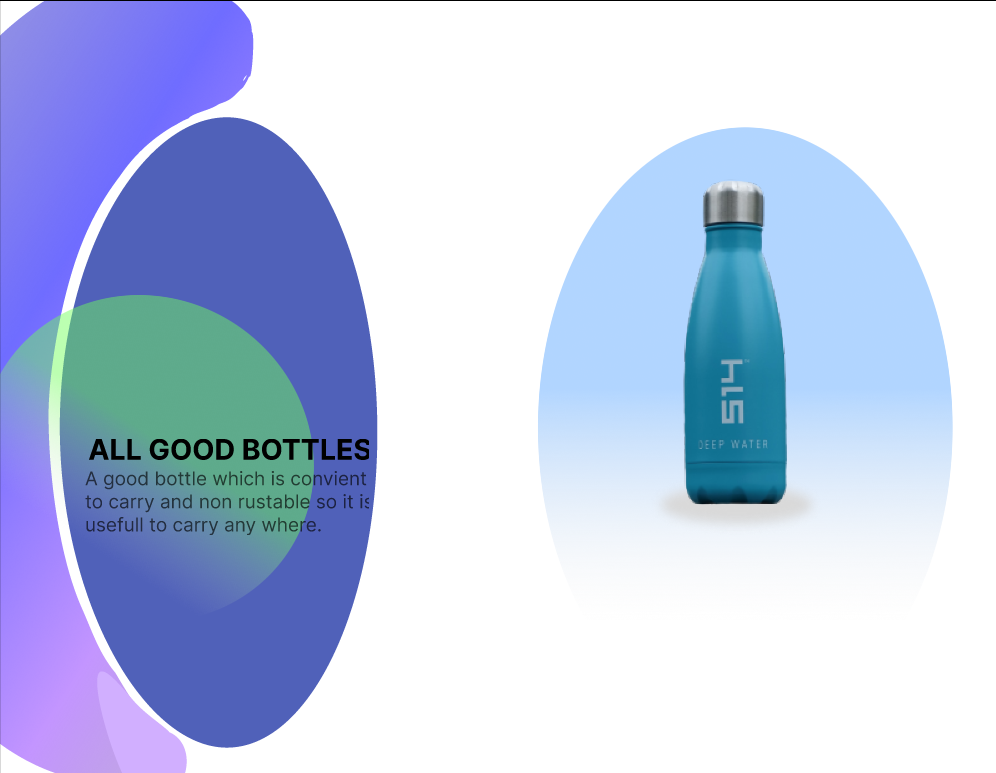 ALL GOOD BOTTLES
A good bottle which is convient
to carry and non rustable so it is
usefull to carry any where.
514
DEEP WATER